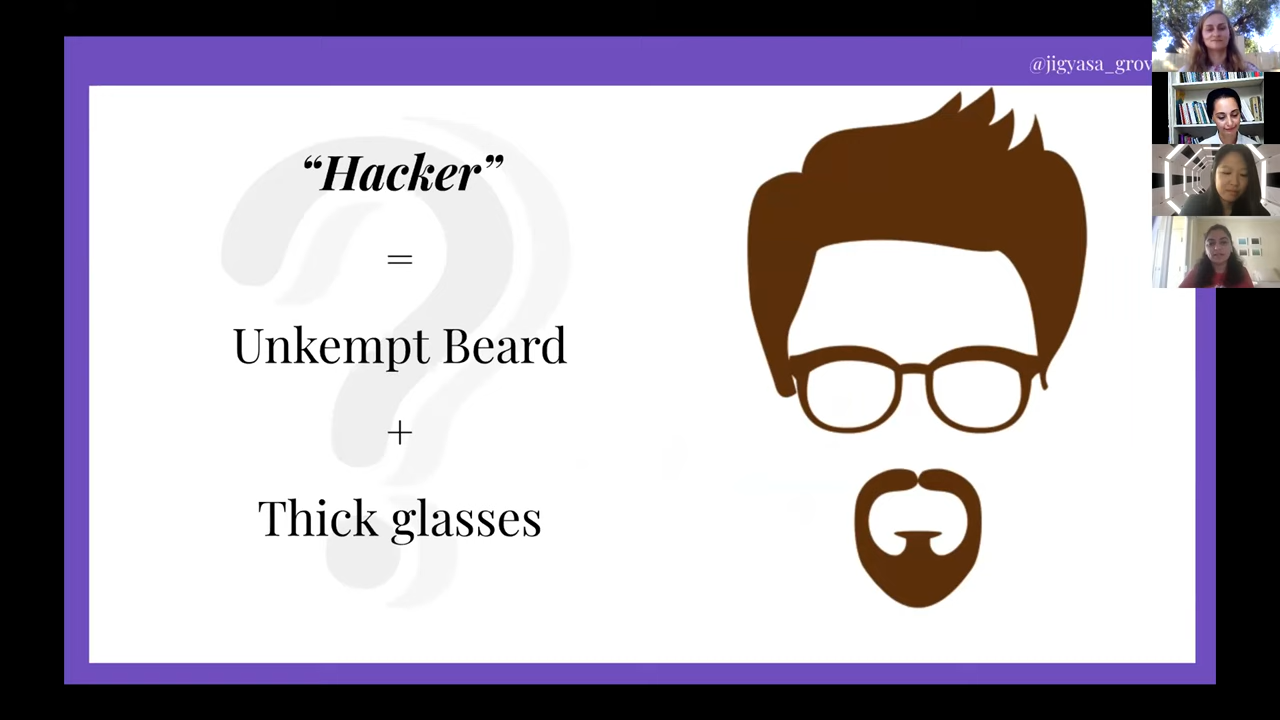 @jigyasa_grov
“Hacker”
=
Unkempt Beard
+
Thick glasses